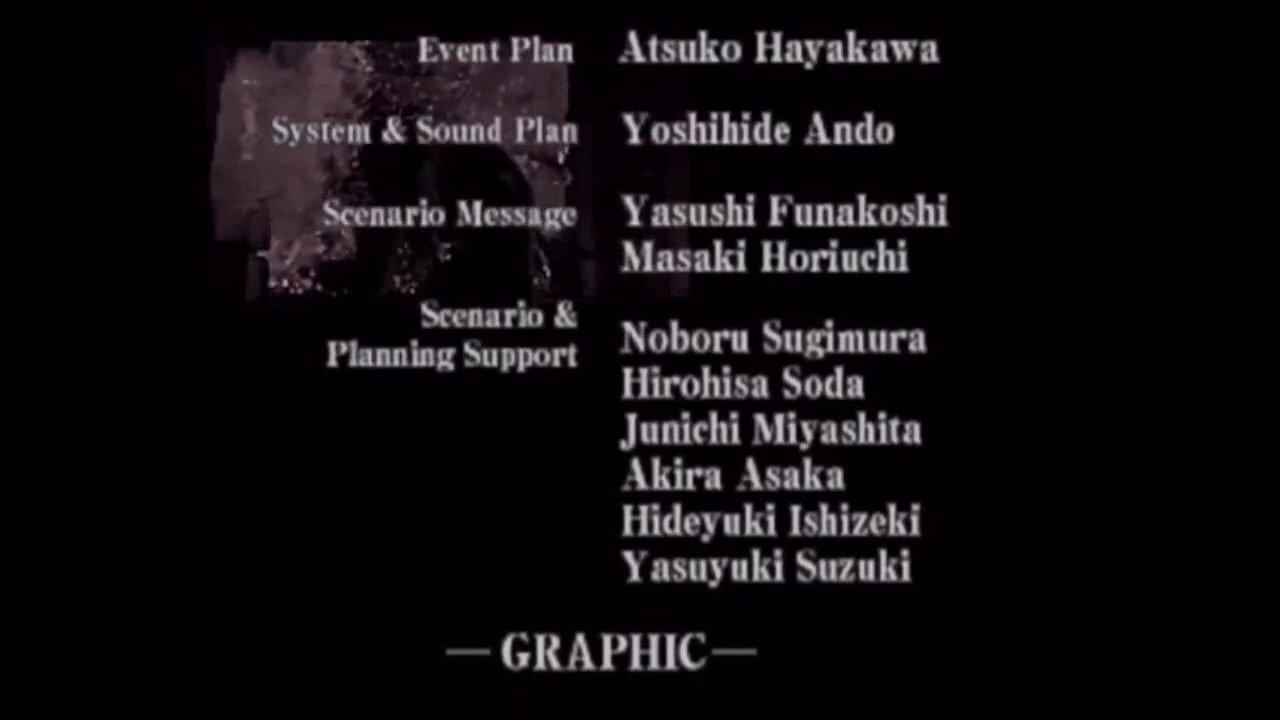 Event Plan Atsuko Hayakawa
System & Sound Plan Yoshihide Ando
Scenario Message Yasushi Funakoshi
Masaki Horiuchi
Scenario &
Planning Support
Noboru Sugimura
Hirohisa Soda
Junichi Miyashita
Akira Asaka
Hideyuki Ishizeki
Yasuyuki Suzuki
— GRAPHIC —